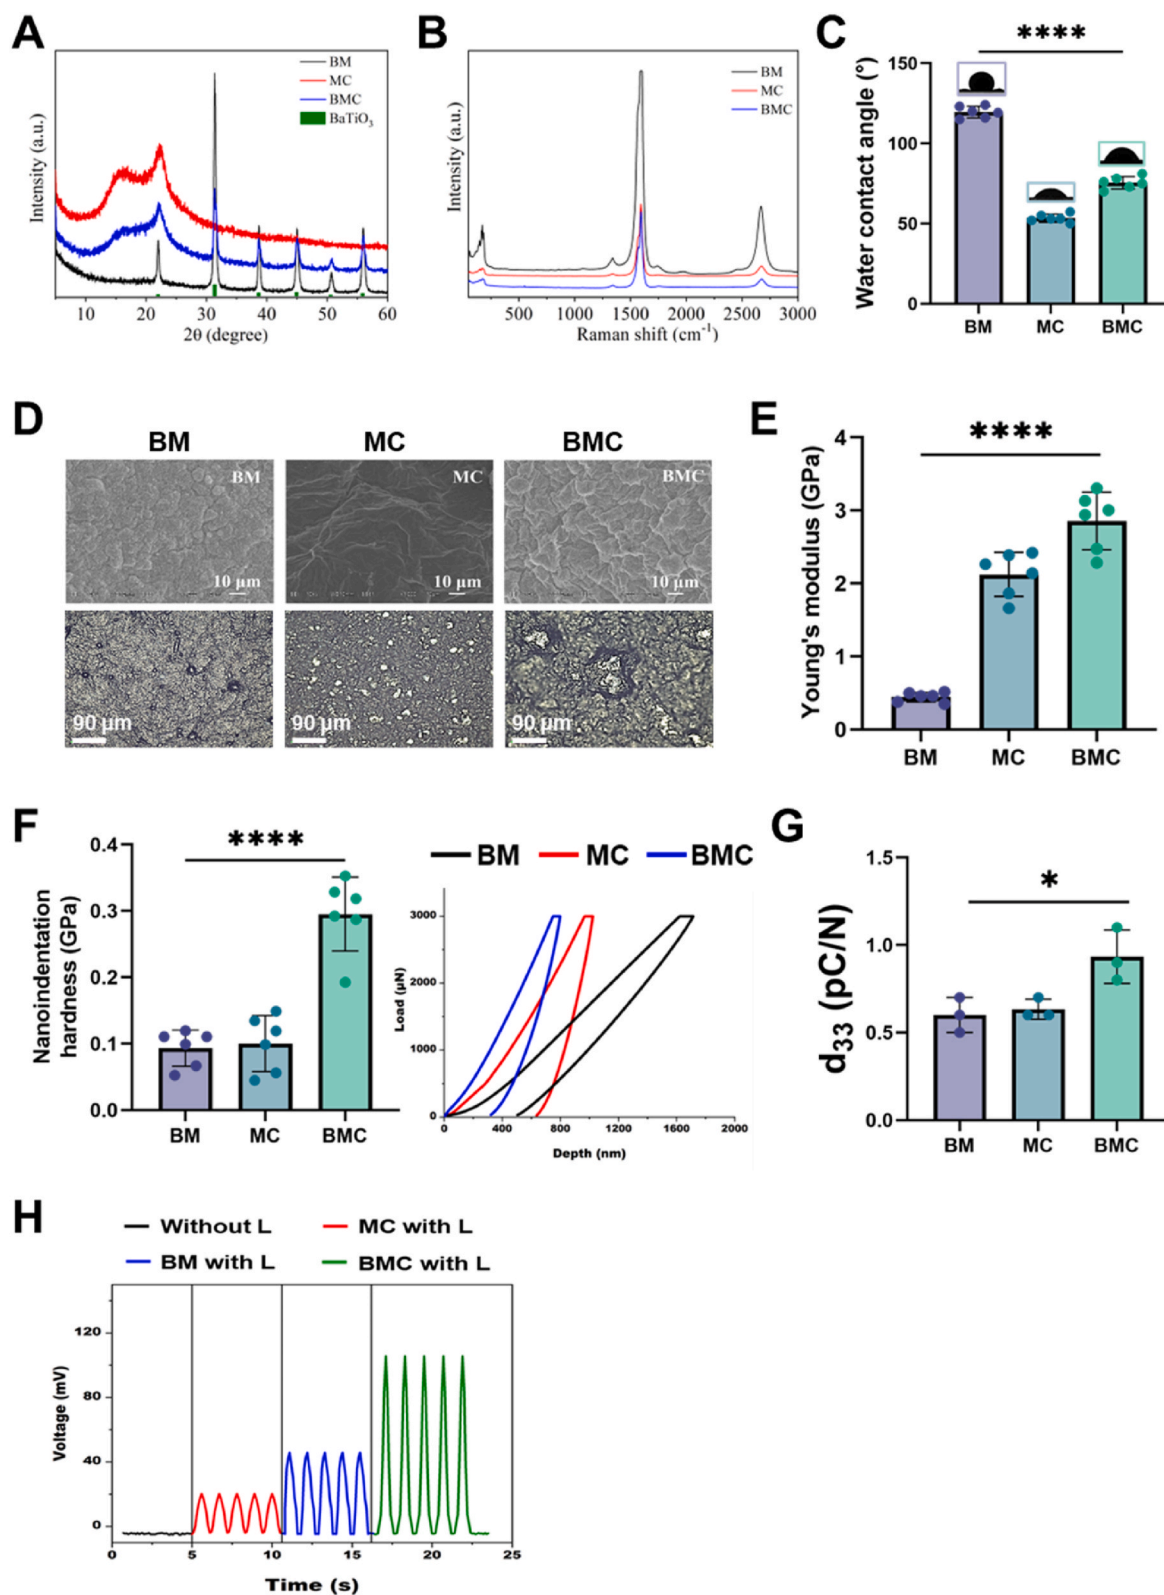 A
BM
MC
BMC
BaTiO₃
Intensity (a.u.)
10 20 30 40 50 60
2θ (degree)
B
BM
MC
BMC
Intensity (a.u.)
500 1000 1500 2000 2500 3000
Raman shift (cm⁻¹)
C
****
Water contact angle (°)
150
100
50
0
BM MC BMC
D
BM MC BMC
BM MC BMC
10 µm 10 µm 10 µm
90 µm 90 µm 90 µm
E
****
Young's modulus (GPa)
4
3
2
1
0
BM MC BMC
F
****
Nanoindentation
hardness (GPa)
0.4
0.3
0.2
0.1
0.0
BM MC BMC
BM MC BMC
Load (µN)
3000
2000
1000
0
0 400 800 1200 1600 2000
Depth (nm)
G
*
d₃₃ (pC/N)
1.5
1.0
0.5
0.0
BM MC BMC
H
Without L MC with L
BM with L BMC with L
Voltage (mV)
120
80
40
0
0 5 10 15 20 25
Time (s)